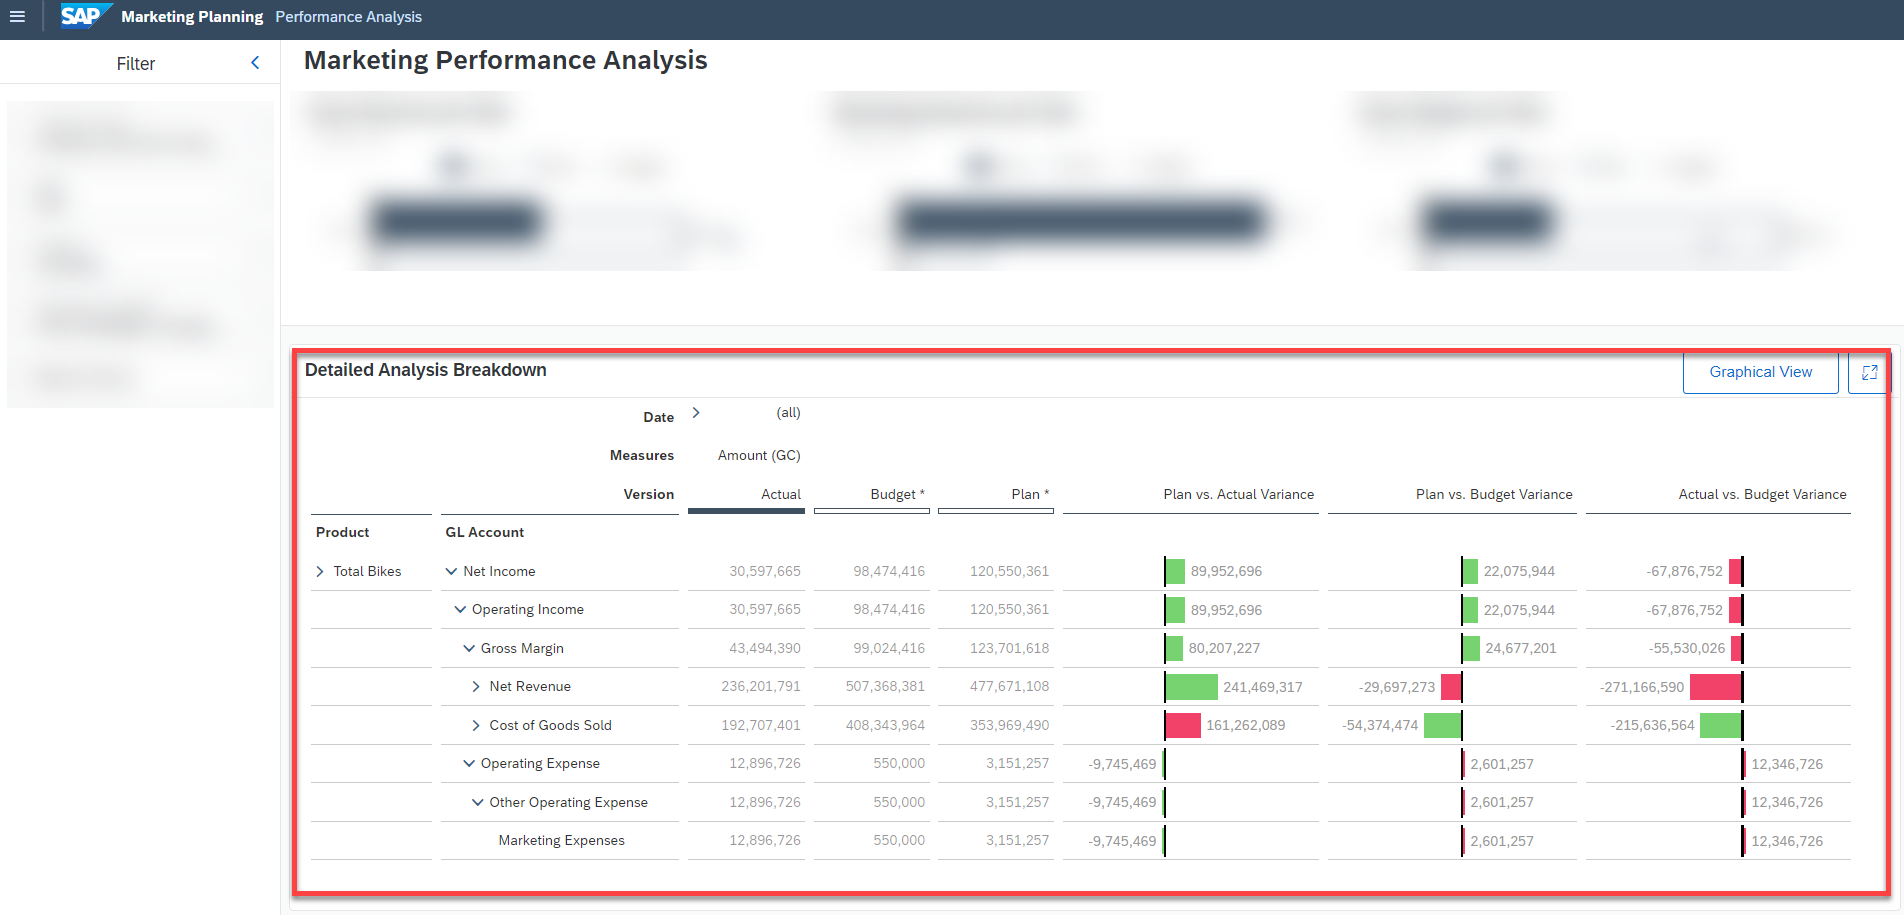 SAP Marketing Planning Performance Analysis
Filter
Marketing Performance Analysis
Detailed Analysis Breakdown
Graphical View
Date (all)
Measures Amount (GC)
Version Actual Budget * Plan * Plan vs. Actual Variance Plan vs. Budget Variance Actual vs. Budget Variance
Product GL Account
Total Bikes Net Income 30,597,665 98,474,416 120,550,361 89,952,696 22,075,944 -67,876,752
Operating Income 30,597,665 98,474,416 120,550,361 89,952,696 22,075,944 -67,876,752
Gross Margin 43,494,390 99,024,416 123,701,618 80,207,227 24,677,201 -55,530,026
Net Revenue 236,201,791 507,368,381 477,671,108 241,469,317 -29,697,273 -271,166,590
Cost of Goods Sold 192,707,401 408,343,964 353,969,490 161,262,089 -54,374,474 -215,636,564
Operating Expense 12,896,726 550,000 3,151,257 -9,745,469 2,601,257 12,346,726
Other Operating Expense 12,896,726 550,000 3,151,257 -9,745,469 2,601,257 12,346,726
Marketing Expenses 12,896,726 550,000 3,151,257 -9,745,469 2,601,257 12,346,726